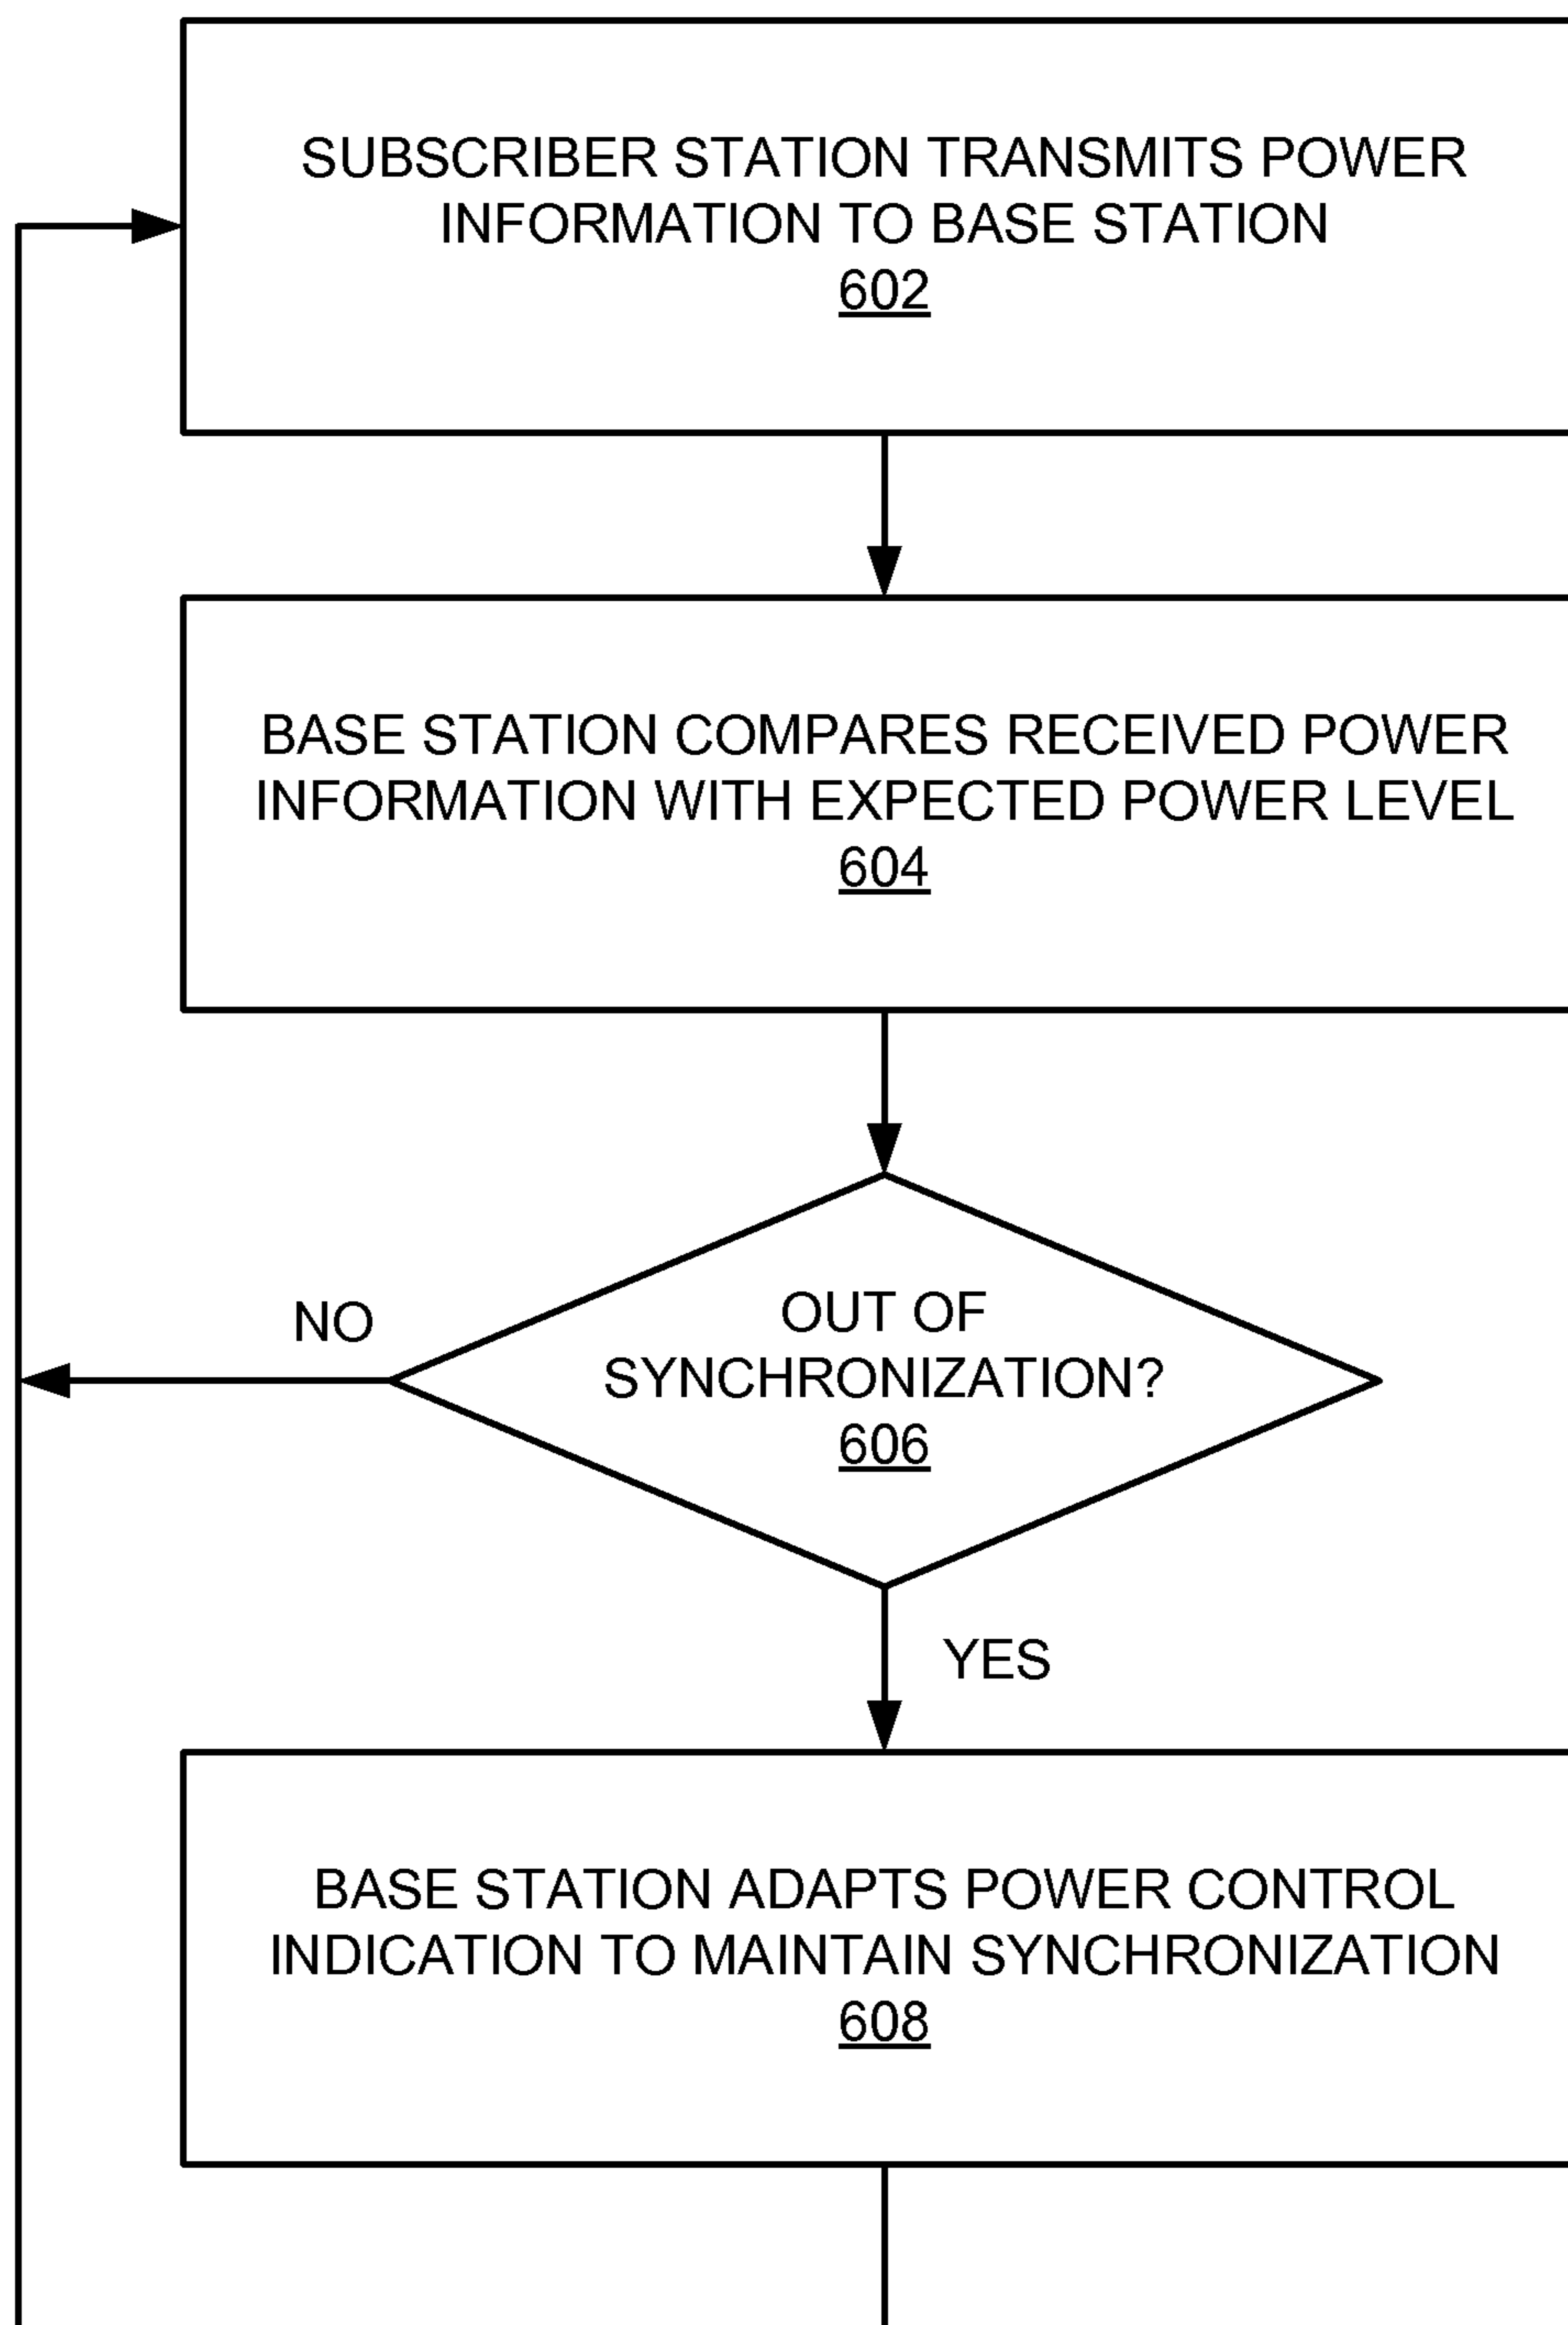 SUBSCRIBER STATION TRANSMITS POWER
INFORMATION TO BASE STATION
602
BASE STATION COMPARES RECEIVED POWER
INFORMATION WITH EXPECTED POWER LEVEL
604
OUT OF
SYNCHRONIZATION?
606
NO
YES
BASE STATION ADAPTS POWER CONTROL
INDICATION TO MAINTAIN SYNCHRONIZATION
608